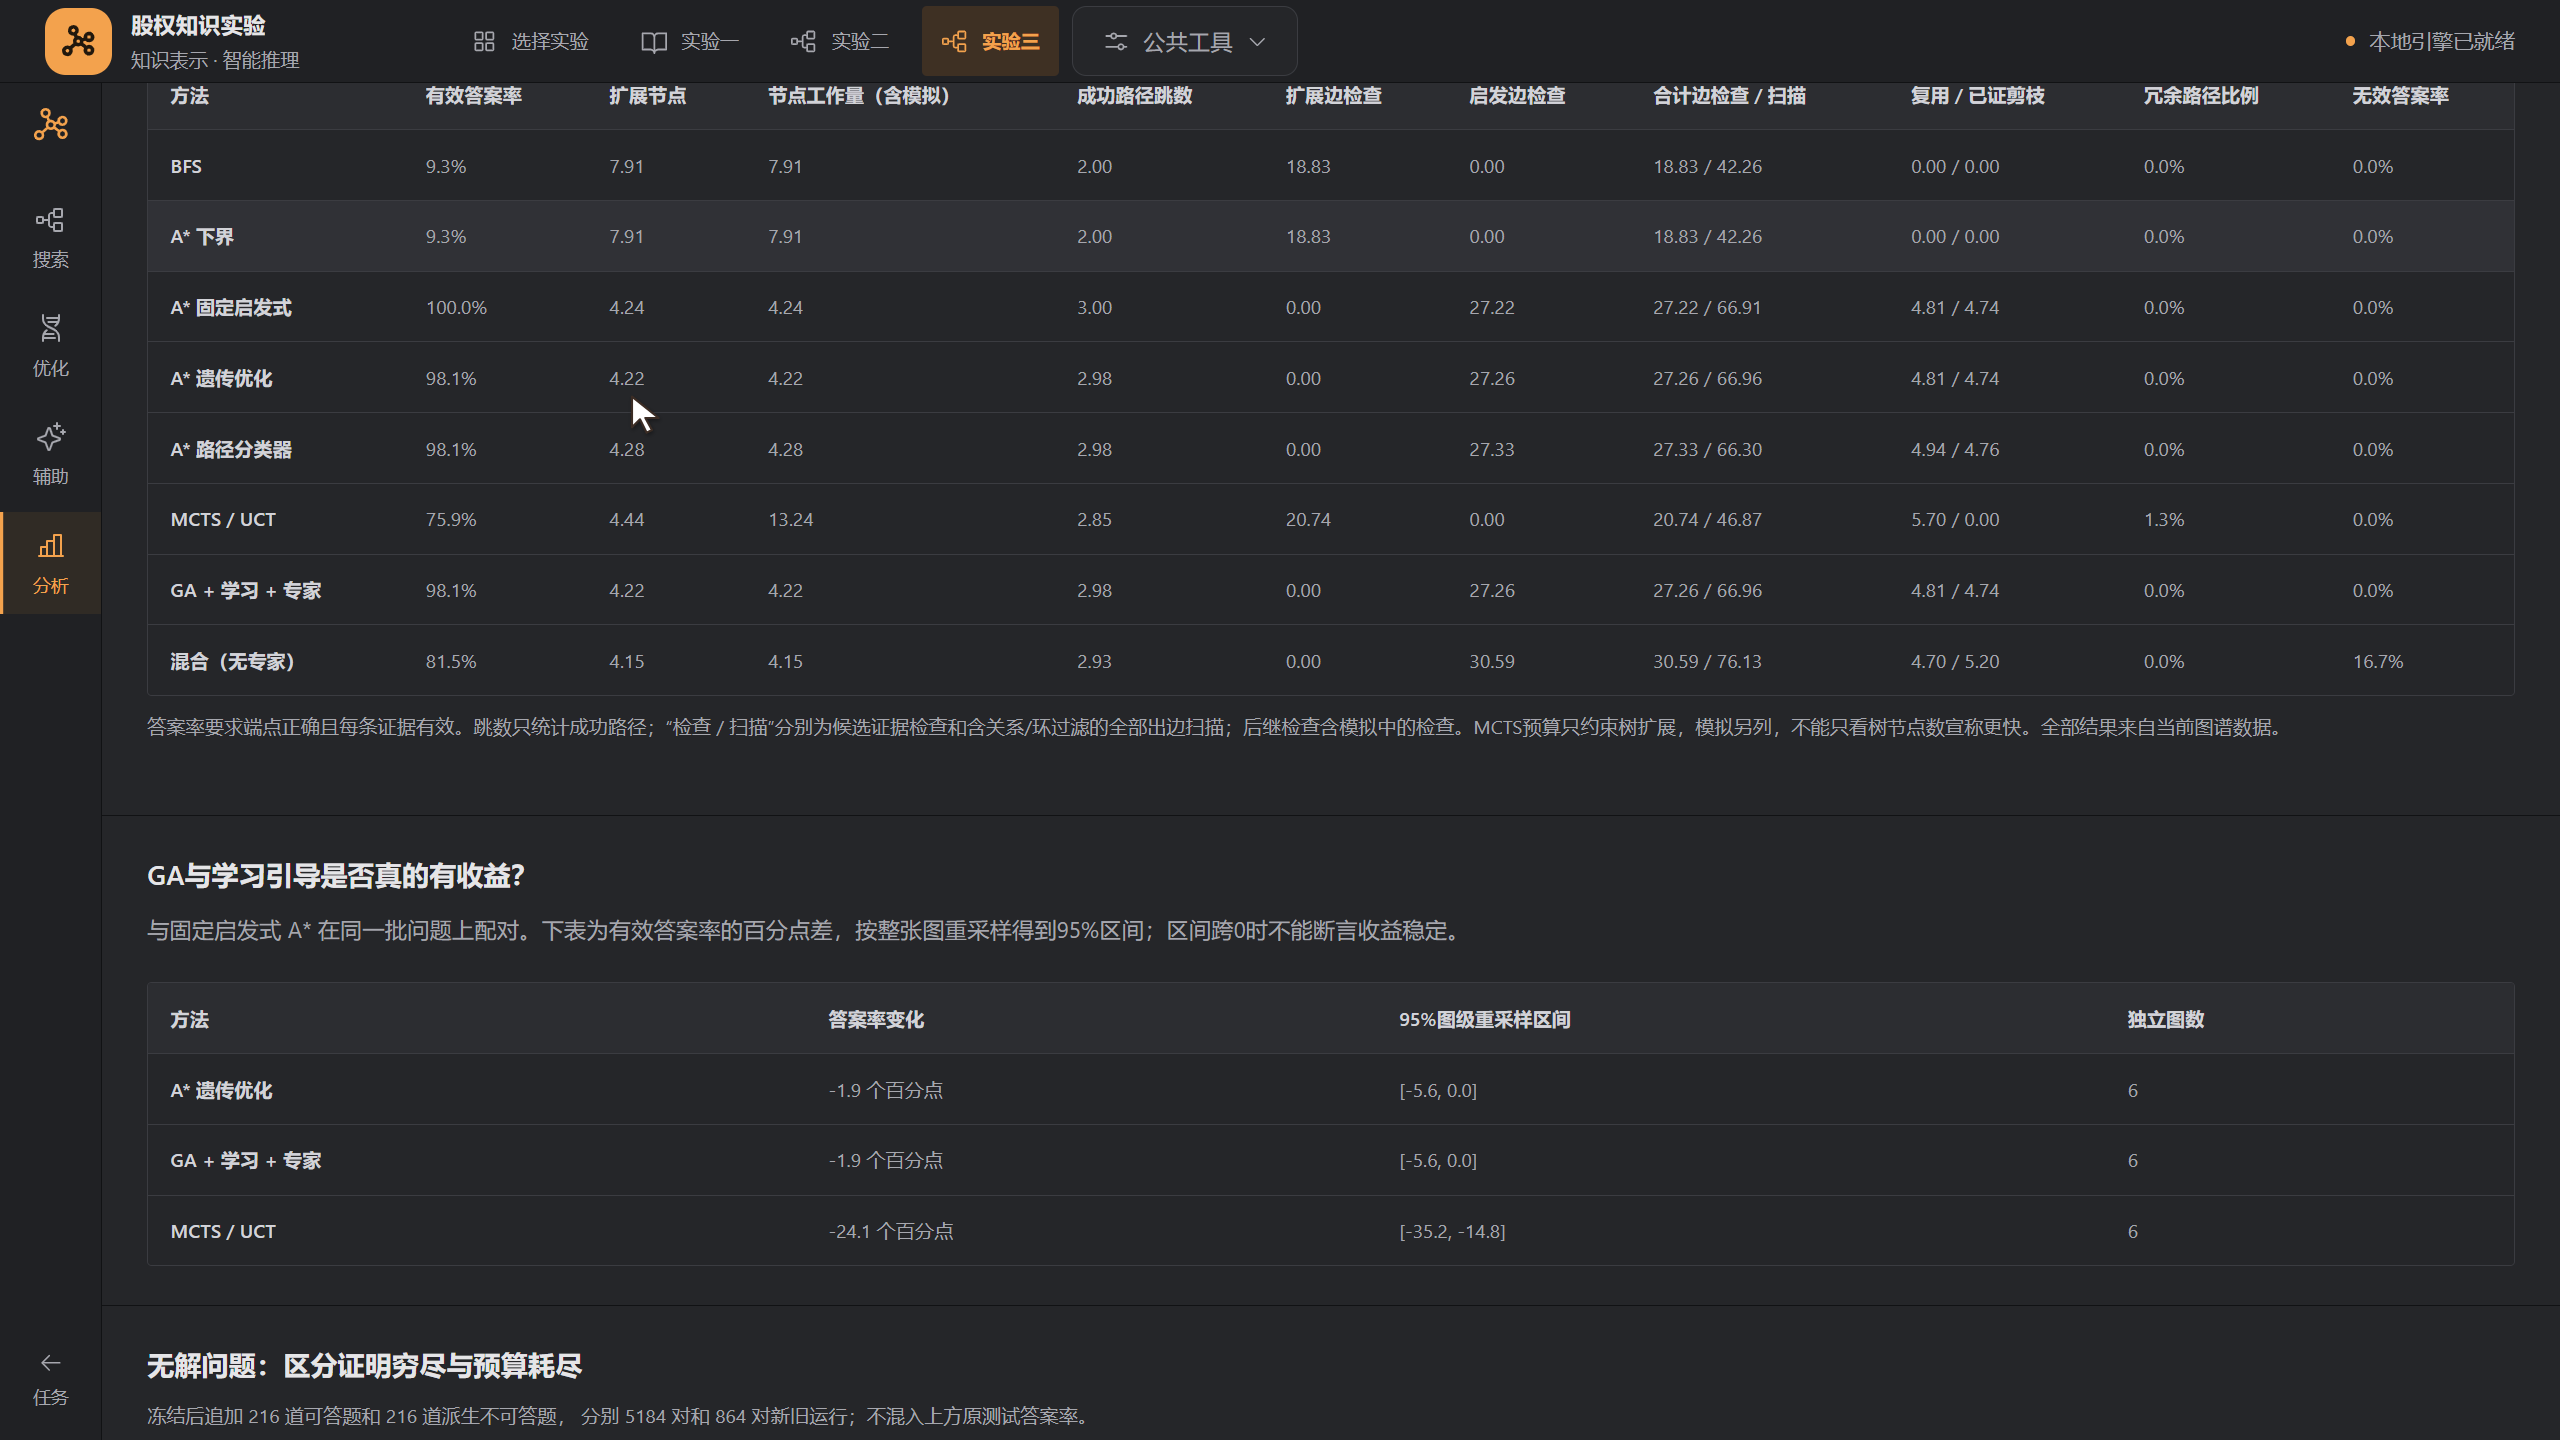 股权知识实验
知识表示 · 智能推理
选择实验
实验一
实验二
实验三
公共工具
本地引擎已就绪
搜索
优化
辅助
分析
任务
方法 有效答案率 扩展节点 节点工作量（含模拟） 成功路径跳数 扩展边检查 启发边检查 合计边检查 / 扫描 复用 / 已证剪枝 冗余路径比例 无效答案率
BFS 9.3% 7.91 7.91 2.00 18.83 0.00 18.83 / 42.26 0.00 / 0.00 0.0% 0.0%
A* 下界 9.3% 7.91 7.91 2.00 18.83 0.00 18.83 / 42.26 0.00 / 0.00 0.0% 0.0%
A* 固定启发式 100.0% 4.24 4.24 3.00 0.00 27.22 27.22 / 66.91 4.81 / 4.74 0.0% 0.0%
A* 遗传优化 98.1% 4.22 4.22 2.98 0.00 27.26 27.26 / 66.96 4.81 / 4.74 0.0% 0.0%
A* 路径分类器 98.1% 4.28 4.28 2.98 0.00 27.33 27.33 / 66.30 4.94 / 4.76 0.0% 0.0%
MCTS / UCT 75.9% 4.44 13.24 2.85 20.74 0.00 20.74 / 46.87 5.70 / 0.00 1.3% 0.0%
GA + 学习 + 专家 98.1% 4.22 4.22 2.98 0.00 27.26 27.26 / 66.96 4.81 / 4.74 0.0% 0.0%
混合（无专家） 81.5% 4.15 4.15 2.93 0.00 30.59 30.59 / 76.13 4.70 / 5.20 0.0% 16.7%
答案率要求端点正确且每条证据有效。跳数只统计成功路径；“检查 / 扫描”分别为候选证据检查和含关系/环过滤的全部出边扫描；后继检查含模拟中的检查。MCTS预算只约束树扩展，模拟另列，不能只看树节点数宣称更快。全部结果来自当前图谱数据。
GA与学习引导是否真的有收益？
与固定启发式 A* 在同一批问题上配对。下表为有效答案率的百分点差，按整张图重采样得到95%区间；区间跨0时不能断言收益稳定。
方法 答案率变化 95%图级重采样区间 独立图数
A* 遗传优化 -1.9 个百分点 [-5.6, 0.0] 6
GA + 学习 + 专家 -1.9 个百分点 [-5.6, 0.0] 6
MCTS / UCT -24.1 个百分点 [-35.2, -14.8] 6
无解问题：区分证明穷尽与预算耗尽
冻结后追加 216 道可答题和 216 道派生不可答题， 分别 5184 对和 864 对新旧运行；不混入上方原测试答案率。